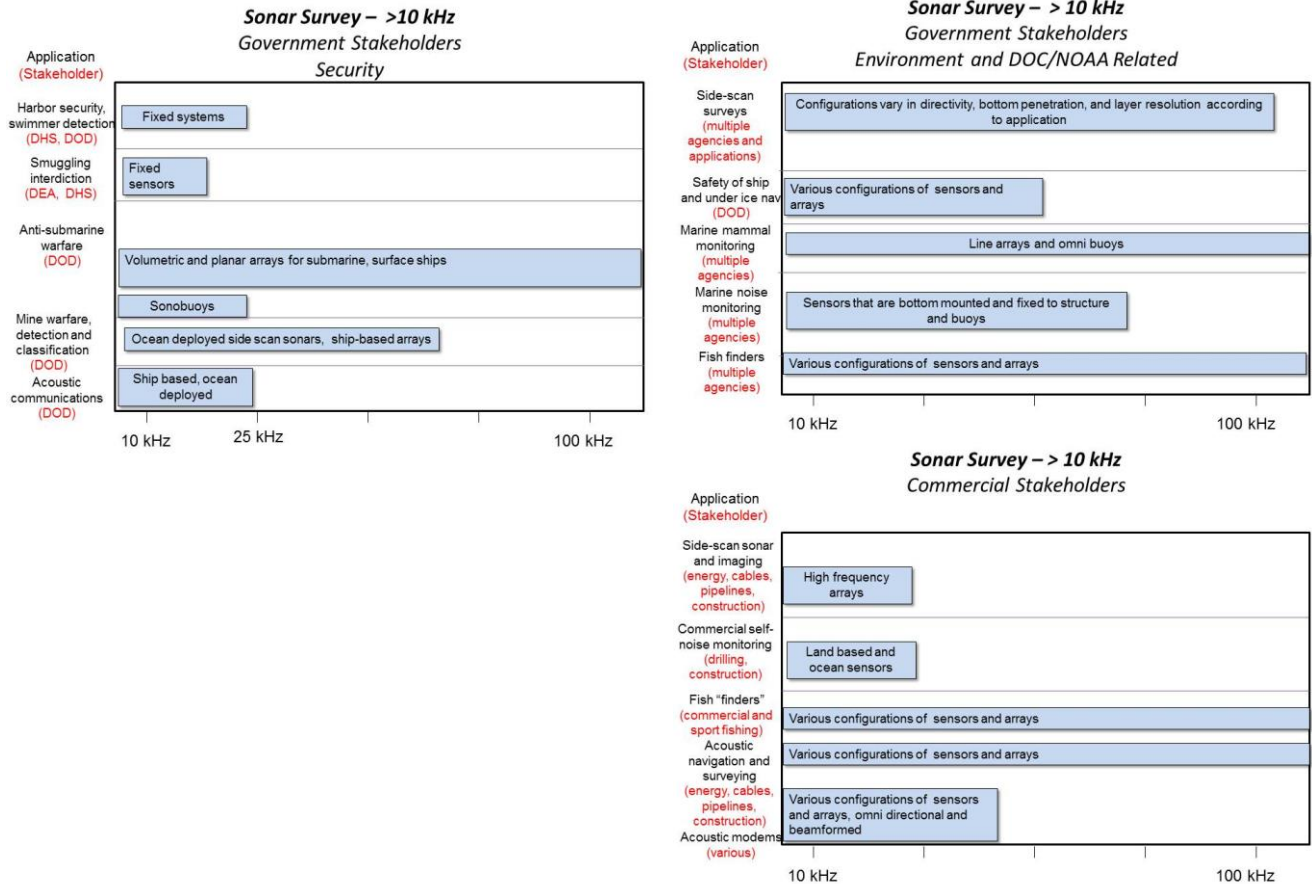 Sonar Survey – >10 kHz
Government Stakeholders
Security
Application
(Stakeholder)
Harbor security,
swimmer detection
(DHS, DOD)
Fixed systems
Smuggling
interdiction
(DEA, DHS)
Fixed
sensors
Anti-submarine
warfare
(DOD)
Volumetric and planar arrays for submarine, surface ships
Sonobuoys
Mine warfare,
detection and
classification
(DOD)
Ocean deployed side scan sonars, ship-based arrays
Acoustic
communications
(DOD)
Ship based, ocean
deployed
10 kHz
25 kHz
100 kHz
Sonar Survey – > 10 kHz
Government Stakeholders
Environment and DOC/NOAA Related
Application
(Stakeholder)
Side-scan
surveys
(multiple
agencies and
applications)
Configurations vary in directivity, bottom penetration, and layer resolution according
to application
Safety of ship
and under ice nav
(DOD)
Various configurations of sensors and
arrays
Marine mammal
monitoring
(multiple
agencies)
Line arrays and omni buoys
Marine noise
monitoring
(multiple
agencies)
Sensors that are bottom mounted and fixed to structure
and buoys
Fish finders
(multiple
agencies)
Various configurations of sensors and arrays
10 kHz
100 kHz
Sonar Survey – > 10 kHz
Commercial Stakeholders
Application
(Stakeholder)
Side-scan sonar
and imaging
(energy, cables,
pipelines,
construction)
High frequency
arrays
Commercial self-
noise monitoring
(drilling,
construction)
Land based and
ocean sensors
Fish “finders”
(commercial and
sport fishing)
Various configurations of sensors and arrays
Acoustic
navigation and
surveying
(energy, cables,
pipelines,
construction)
Various configurations of sensors and arrays
Acoustic modems
(various)
Various configurations of sensors
and arrays, omni directional and
beamformed
10 kHz
100 kHz